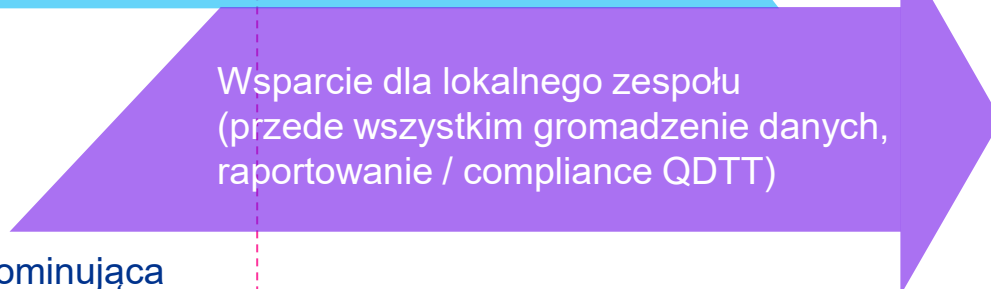 Wsparcie dla lokalnego zespołu
(przede wszystkim gromadzenie danych,
raportowanie / compliance QDTT)
ominująca